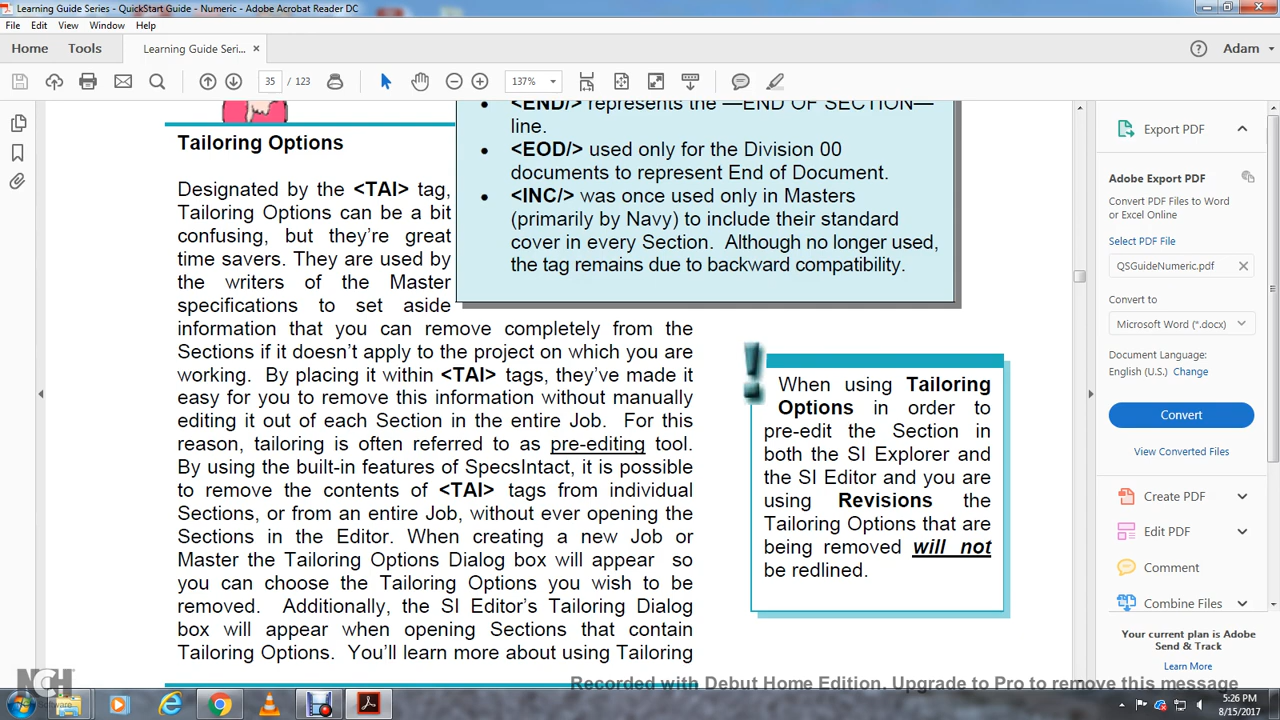 Learning Guide Series - QuickStart Guide - Numeric - Adobe Acrobat Reader DC
File Edit View Window Help
Home Tools Learning Guide Seri... × Adam
35 / 123 137%
<END/> represents the —END OF SECTION—
line.
<EOD/> used only for the Division 00
documents to represent End of Document.
<INC/> was once used only in Masters
(primarily by Navy) to include their standard
cover in every Section. Although no longer used,
the tag remains due to backward compatibility.
Tailoring Options
Designated by the <TAI> tag,
Tailoring Options can be a bit
confusing, but they're great
time savers. They are used by
the writers of the Master
specifications to set aside
information that you can remove completely from the
Sections if it doesn't apply to the project on which you are
working. By placing it within <TAI> tags, they've made it
easy for you to remove this information without manually
editing it out of each Section in the entire Job. For this
reason, tailoring is often referred to as pre-editing tool.
By using the built-in features of SpecsIntact, it is possible
to remove the contents of <TAI> tags from individual
Sections, or from an entire Job, without ever opening the
Sections in the Editor. When creating a new Job or
Master the Tailoring Options Dialog box will appear so
you can choose the Tailoring Options you wish to be
removed. Additionally, the SI Editor's Tailoring Dialog
box will appear when opening Sections that contain
Tailoring Options. You'll learn more about using Tailoring
!
When using Tailoring
Options in order to
pre-edit the Section in
both the SI Explorer and
the SI Editor and you are
using Revisions the
Tailoring Options that are
being removed will not
be redlined.
Export PDF
Adobe Export PDF
Convert PDF Files to Word
or Excel Online
Select PDF File
QSGuideNumeric.pdf
Convert to
Microsoft Word (*.docx)
Document Language:
English (U.S.) Change
Convert
View Converted Files
Create PDF
Edit PDF
Comment
Combine Files
Your current plan is Adobe
Send & Track
Learn More
NCH
Software
Recorded with Debut Home Edition. Upgrade to Pro to remove this message
5:26 PM
8/15/2017